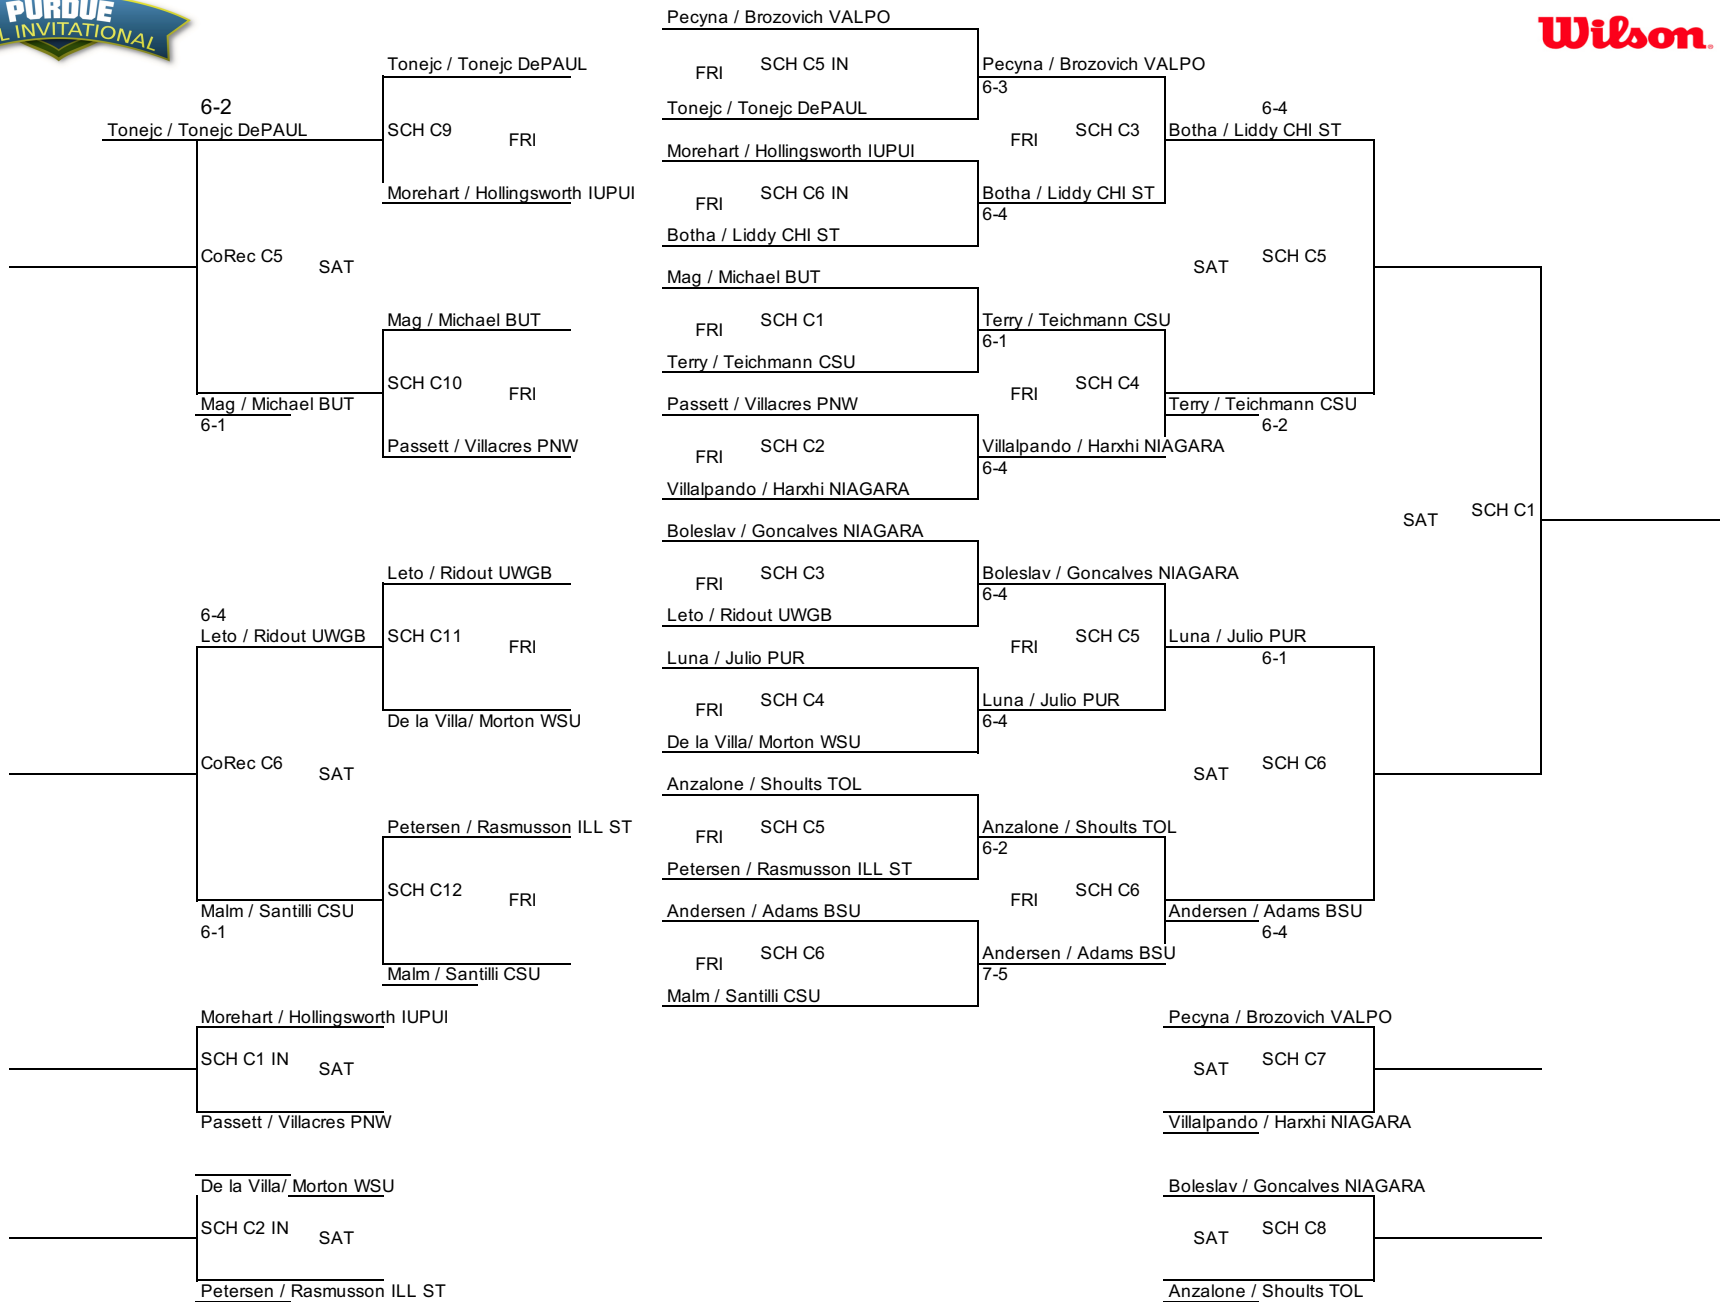 PURDUE
L INVITATIONAL
Wilson.
Pecyna / Brozovich VALPO
Tonejc / Tonejc DePAUL
FRI
SCH C5 IN
Pecyna / Brozovich VALPO
6-3
6-2
Tonejc / Tonejc DePAUL
6-4
Tonejc / Tonejc DePAUL
SCH C9
FRI
FRI
SCH C3
Botha / Liddy CHI ST
Morehart / Hollingsworth IUPUI
Morehart / Hollingsworth IUPUI
FRI
SCH C6 IN
Botha / Liddy CHI ST
6-4
Botha / Liddy CHI ST
CoRec C5
SAT
SAT
SCH C5
Mag / Michael BUT
Mag / Michael BUT
FRI
SCH C1
Terry / Teichmann CSU
6-1
Terry / Teichmann CSU
SCH C10
FRI
FRI
SCH C4
Mag / Michael BUT
6-1
Passett / Villacres PNW
Terry / Teichmann CSU
6-2
Passett / Villacres PNW
FRI
SCH C2
Villalpando / Harxhi NIAGARA
6-4
Villalpando / Harxhi NIAGARA
SAT
SCH C1
Boleslav / Goncalves NIAGARA
Leto / Ridout UWGB
FRI
SCH C3
Boleslav / Goncalves NIAGARA
6-4
6-4
Leto / Ridout UWGB
Leto / Ridout UWGB
SCH C11
FRI
FRI
SCH C5
Luna / Julio PUR
6-1
Luna / Julio PUR
FRI
SCH C4
Luna / Julio PUR
6-4
De la Villa/ Morton WSU
De la Villa/ Morton WSU
CoRec C6
SAT
SAT
SCH C6
Anzalone / Shoults TOL
Petersen / Rasmusson ILL ST
FRI
SCH C5
Anzalone / Shoults TOL
6-2
Petersen / Rasmusson ILL ST
SCH C12
FRI
FRI
SCH C6
Malm / Santilli CSU
6-1
Andersen / Adams BSU
Andersen / Adams BSU
6-4
FRI
SCH C6
Andersen / Adams BSU
7-5
Malm / Santilli CSU
Malm / Santilli CSU
Morehart / Hollingsworth IUPUI
Pecyna / Brozovich VALPO
SCH C1 IN
SAT
SAT
SCH C7
Passett / Villacres PNW
Villalpando / Harxhi NIAGARA
De la Villa/ Morton WSU
Boleslav / Goncalves NIAGARA
SCH C2 IN
SAT
SAT
SCH C8
Petersen / Rasmusson ILL ST
Anzalone / Shoults TOL